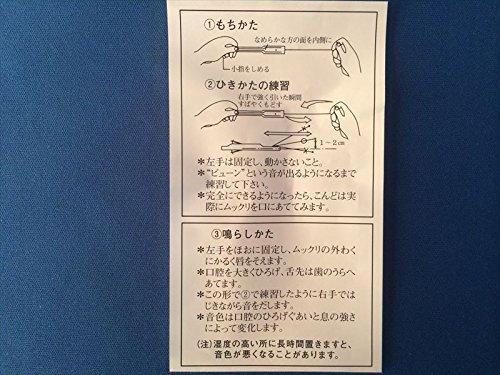 ①もちかた
なめらかな方の面を内側に
小指をしめる
②ひきかたの練習
右手で強く引いた瞬間
すばやくもどす
1～2㎝
＊左手は固定し、動かさないこと。
＊“ビューン”という音が出るようになるまで
練習して下さい。
＊完全にできるようになったら、こんどは実
際にムックリを口にあててみます。
③鳴らしかた
＊左手をほおに固定し、ムックリの外わく
にかるく唇をそえます。
＊口腔を大きくひろげ、舌先は歯のうらへ
あてます。
＊この形で②で練習したように右手では
じきながら音をだします。
＊音色は口腔のひろげぐあいと息の強さ
によって変化します。
（注）湿度の高い所に長時間置きますと、
音色が悪くなることがあります。